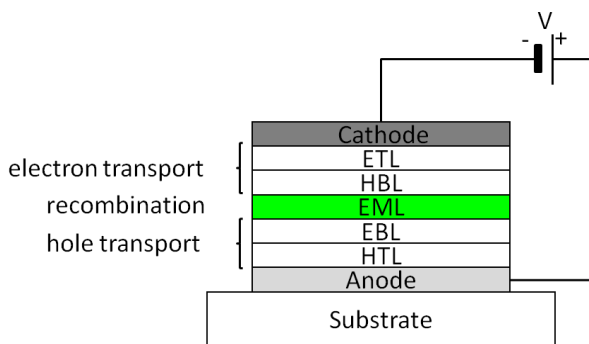 V
- +
Cathode
electron transport
ETL
HBL
recombination
EML
hole transport
EBL
HTL
Anode
Substrate